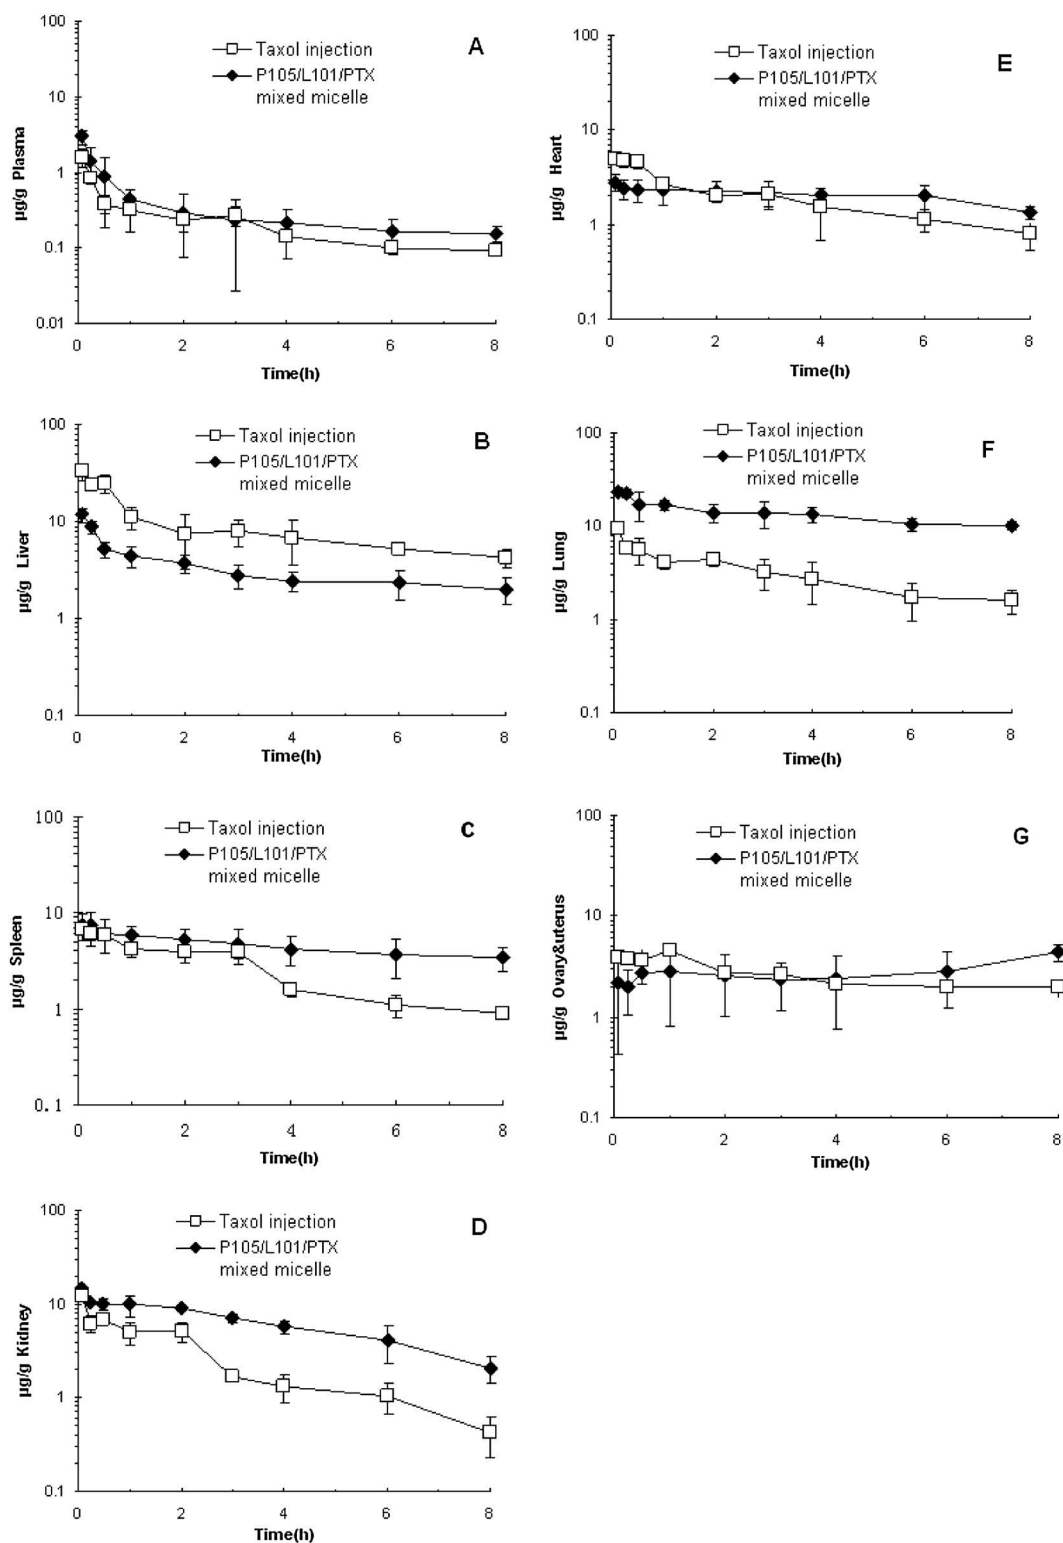 A
Taxol injection
P105/L101/PTX
mixed micelle
µg/g Plasma
10
1
0.1
0.01
0
2
4
6
8
Time(h)
B
Taxol injection
P105/L101/PTX
mixed micelle
µg/g Liver
100
10
1
0.1
0
2
4
6
8
Time(h)
C
Taxol injection
P105/L101/PTX
mixed micelle
µg/g Spleen
100
10
1
0.1
0
2
4
6
8
Time(h)
D
Taxol injection
P105/L101/PTX
mixed micelle
µg/g Kidney
100
10
1
0.1
0
2
4
6
8
Time(h)
E
Taxol injection
P105/L101/PTX
mixed micelle
µg/g Heart
100
10
1
0.1
0
2
4
6
8
Time(h)
F
Taxol injection
P105/L101/PTX
mixed micelle
µg/g Lung
100
10
1
0.1
0
2
4
6
8
Time(h)
G
Taxol injection
P105/L101/PTX
mixed micelle
µg/g Ovary&uterus
100
10
1
0.1
0
2
4
6
8
Time(h)